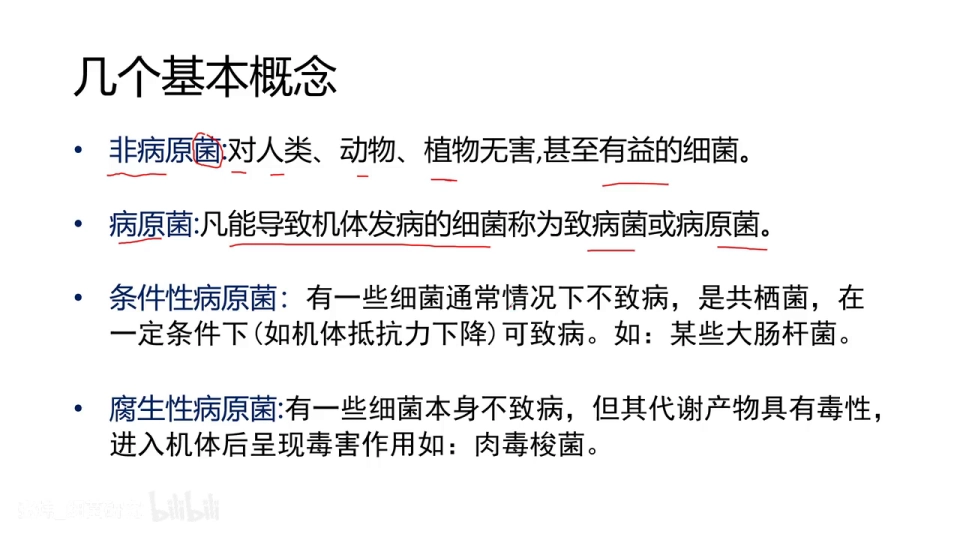 几个基本概念
• 非病原菌:对人类、动物、植物无害,甚至有益的细菌。
• 病原菌:凡能导致机体发病的细菌称为致病菌或病原菌。
• 条件性病原菌：有一些细菌通常情况下不致病，是共栖菌，在
一定条件下(如机体抵抗力下降)可致病。如：某些大肠杆菌。
• 腐生性病原菌:有一些细菌本身不致病，但其代谢产物具有毒性，
进入机体后呈现毒害作用如：肉毒梭菌。
bilibili